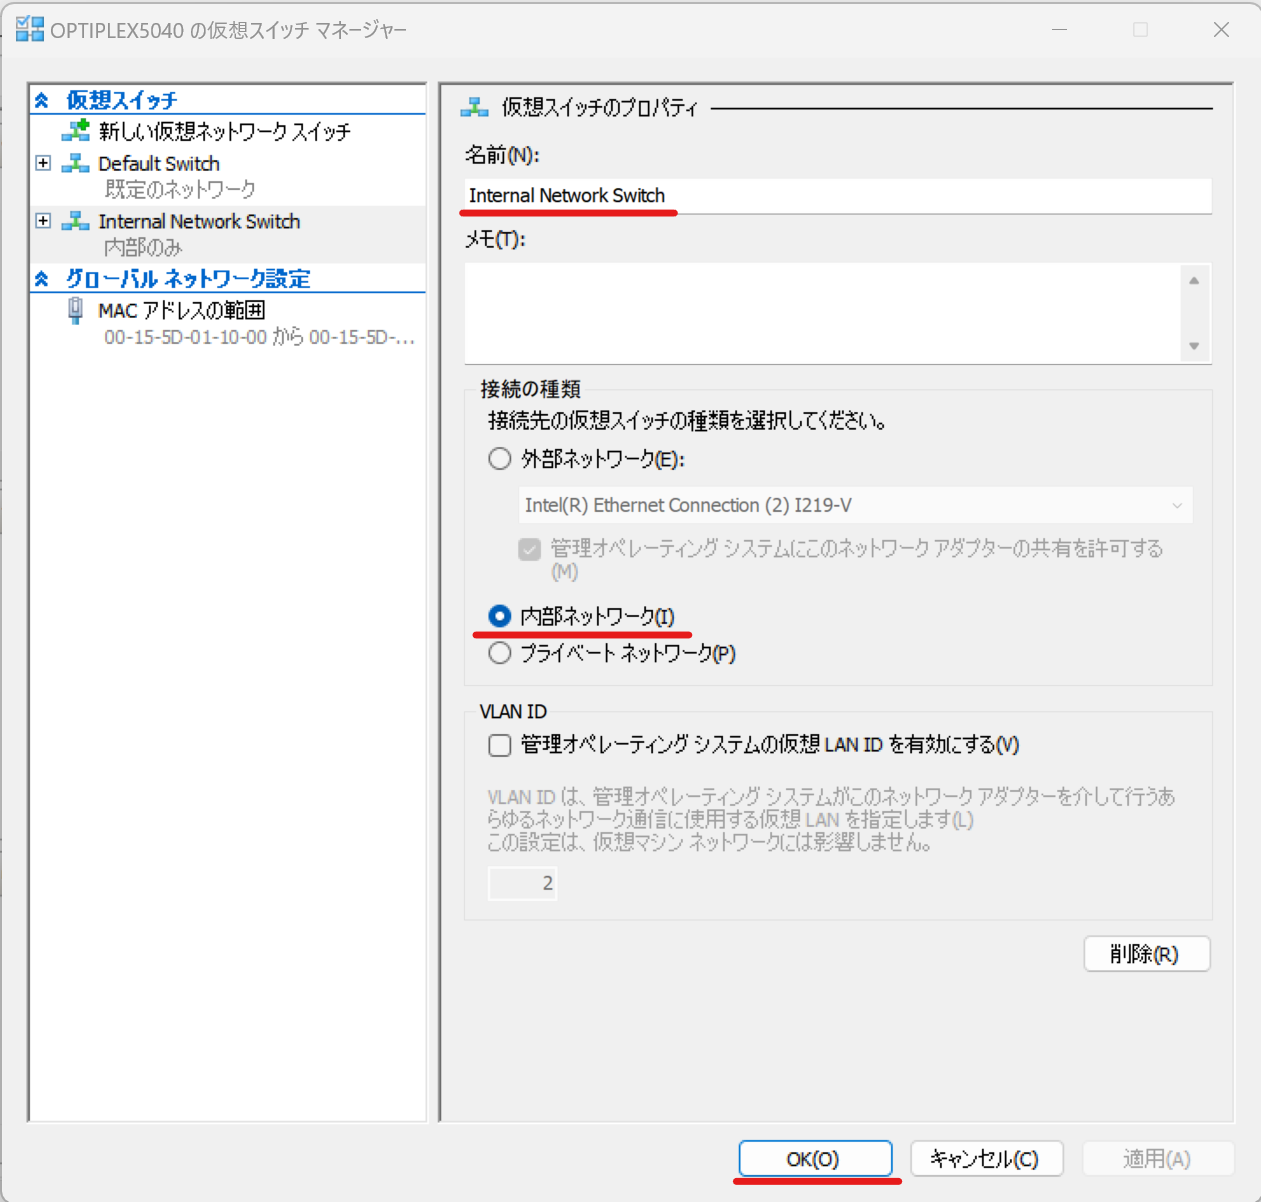 OPTIPLEX5040 の仮想スイッチ マネージャー
仮想スイッチ
新しい仮想ネットワーク スイッチ
Default Switch
既定のネットワーク
Internal Network Switch
内部のみ
グローバル ネットワーク設定
MAC アドレスの範囲
00-15-5D-01-10-00 から 00-15-5D-...
仮想スイッチのプロパティ
名前(N):
Internal Network Switch
メモ(T):
接続の種類
接続先の仮想スイッチの種類を選択してください。
外部ネットワーク(E):
Intel(R) Ethernet Connection (2) I219-V
管理オペレーティング システムにこのネットワーク アダプターの共有を許可する
(M)
内部ネットワーク(I)
プライベート ネットワーク(P)
VLAN ID
管理オペレーティング システムの仮想 LAN ID を有効にする(V)
VLAN ID は、管理オペレーティング システムがこのネットワーク アダプターを介して行うあ
らゆるネットワーク通信に使用する仮想 LAN を指定します(L)
この設定は、仮想マシン ネットワークには影響しません。
2
削除(R)
OK(O)
キャンセル(C)
適用(A)